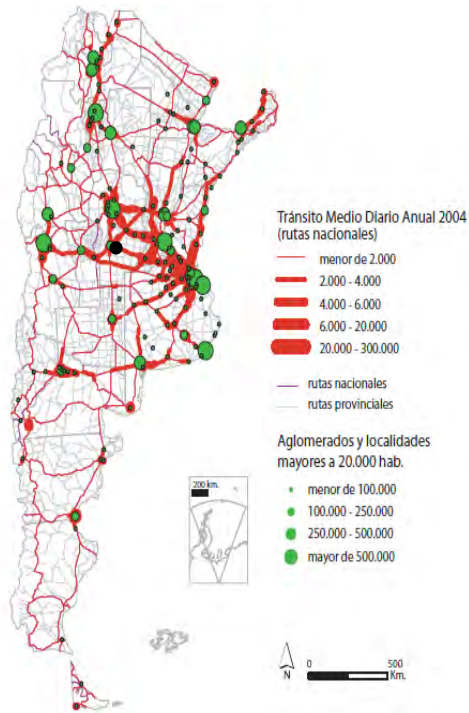 Tránsito Medio Diario Anual 2004
(rutas nacionales)
menor de 2.000
2.000 - 4.000
4.000 - 6.000
6.000 - 20.000
20.000 - 300.000
rutas nacionales
rutas provinciales
Aglomerados y localidades
mayores a 20.000 hab.
menor de 100.000
100.000 - 250.000
250.000 - 500.000
mayor de 500.000
200 km.
N
0 500
Km.